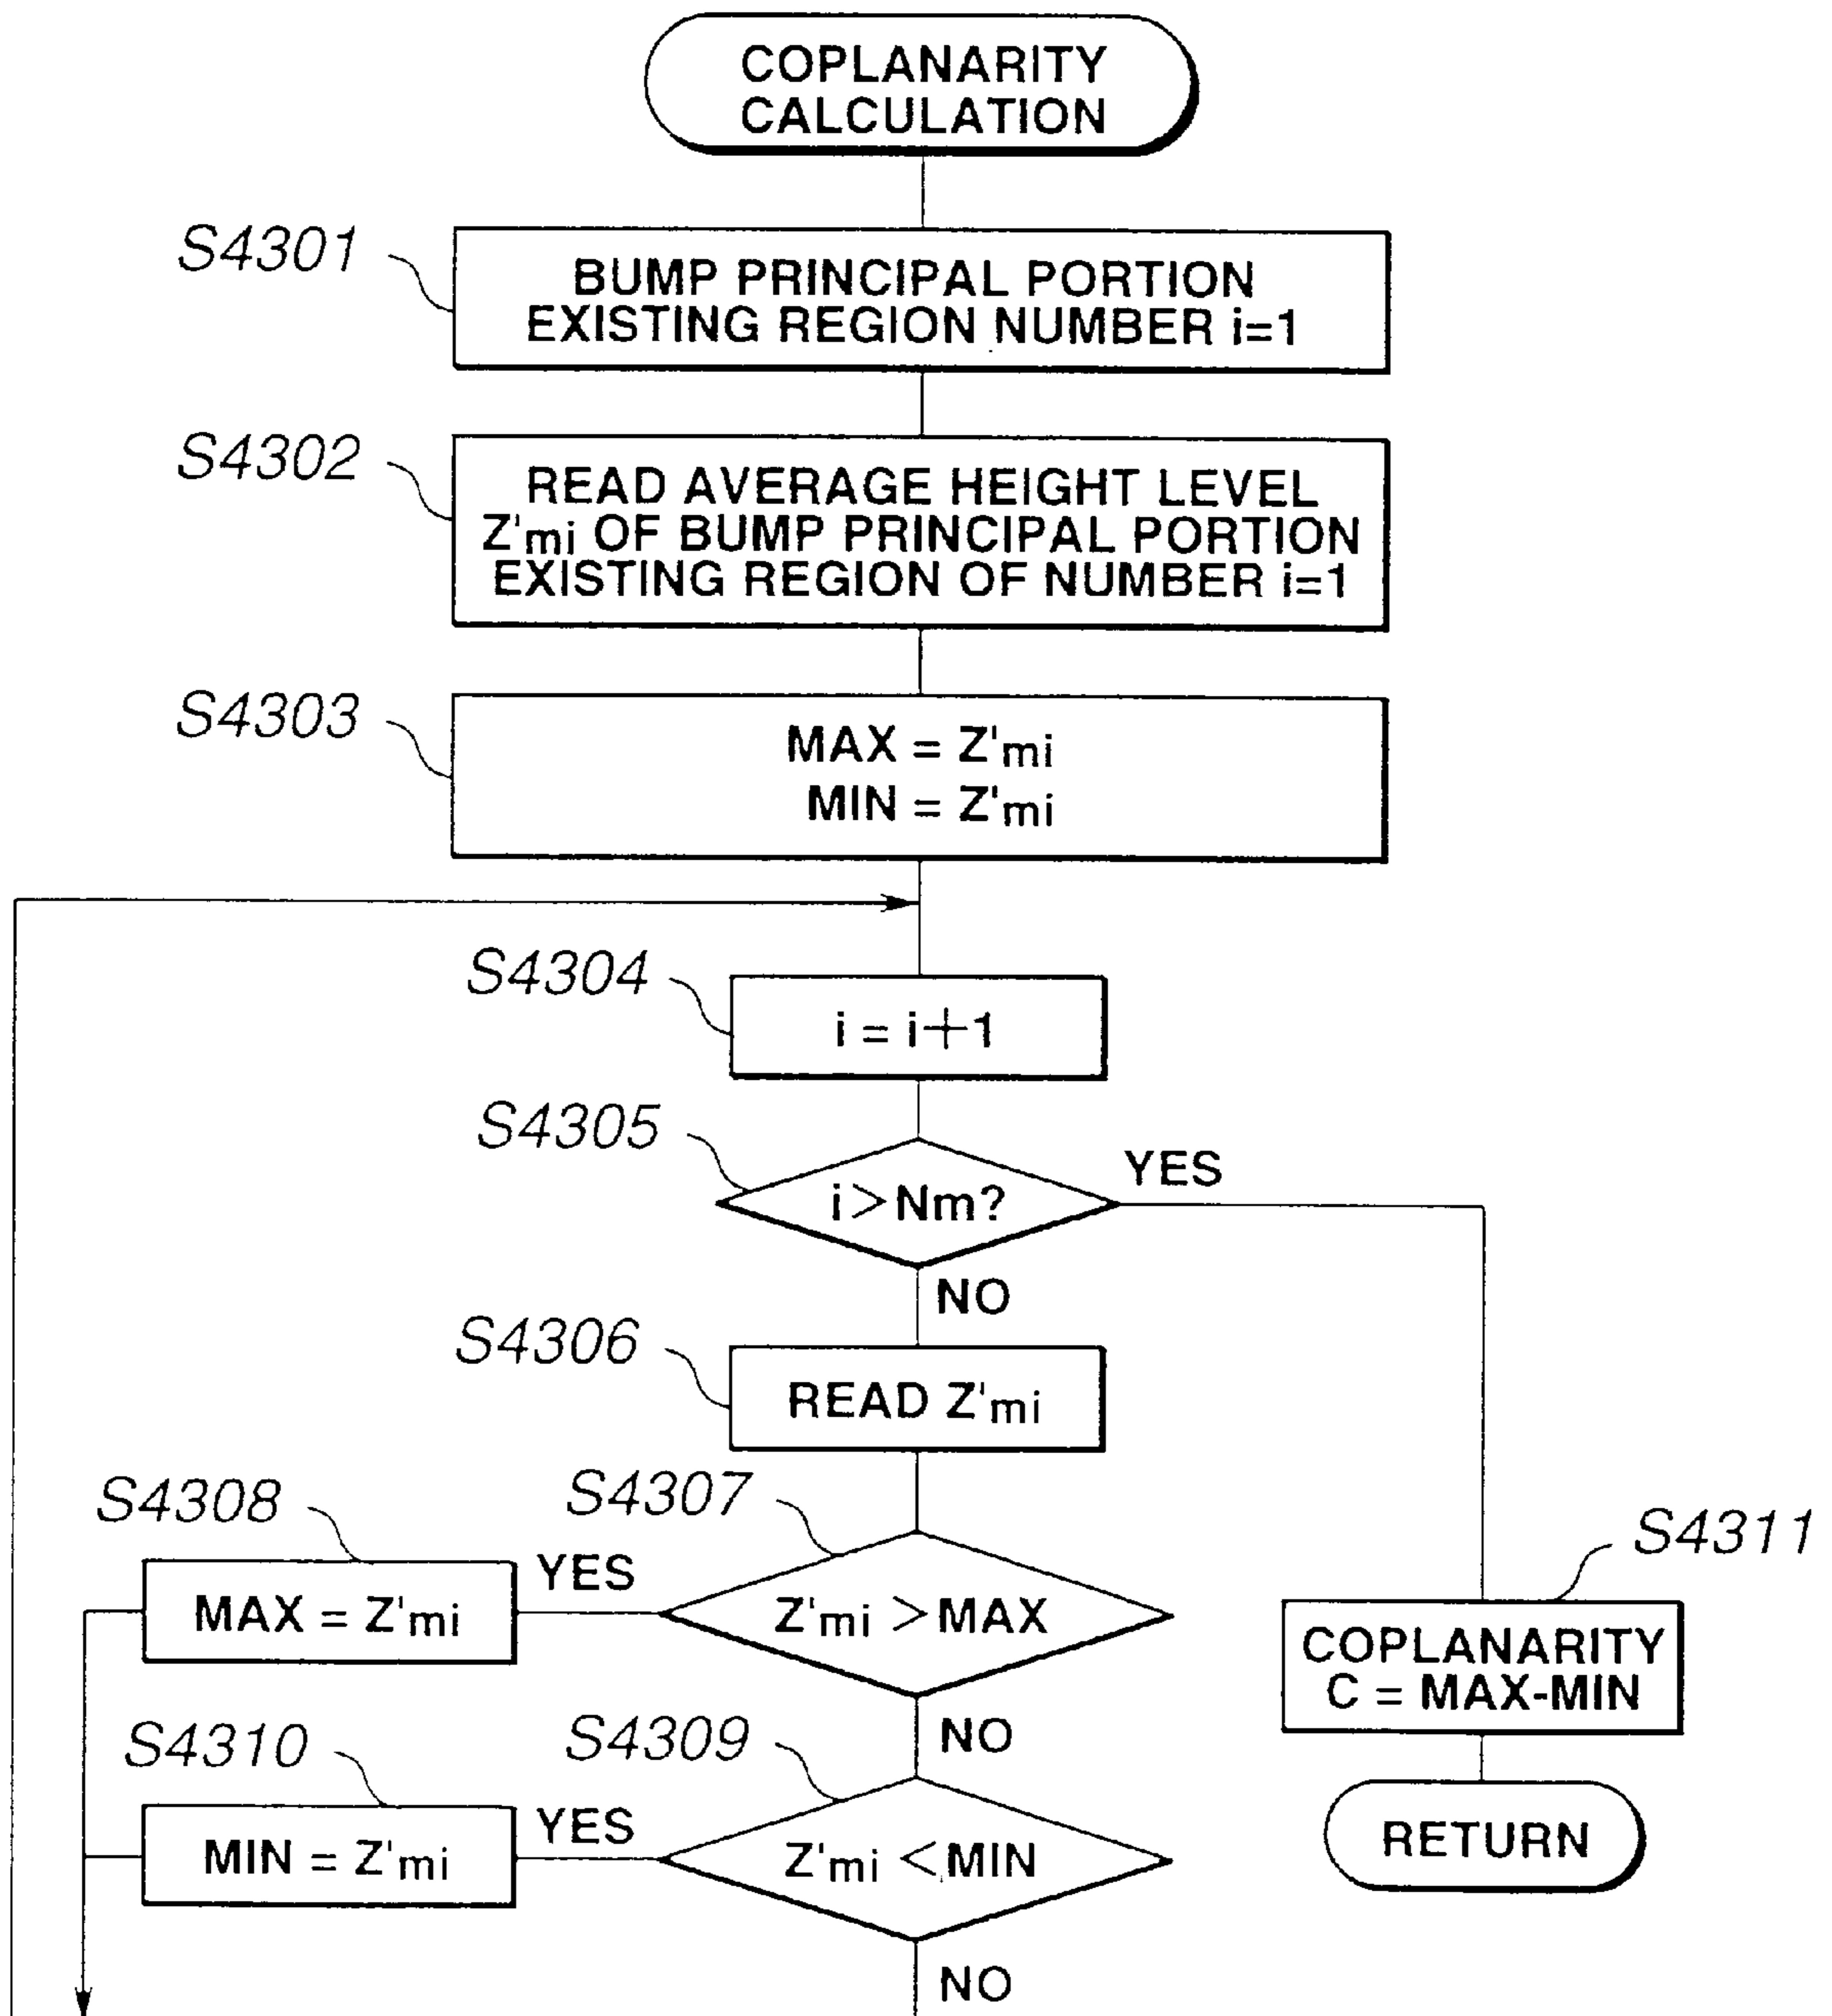 COPLANARITY
CALCULATION
S4301
BUMP PRINCIPAL PORTION
EXISTING REGION NUMBER i=1
S4302
READ AVERAGE HEIGHT LEVEL
Z'mi OF BUMP PRINCIPAL PORTION
EXISTING REGION OF NUMBER i=1
S4303
MAX = Z'mi
MIN = Z'mi
S4304
i = i+1
S4305
i>Nm?
YES
NO
S4306
READ Z'mi
S4307
Z'mi >MAX
YES
S4308
MAX = Z'mi
NO
S4309
Z'mi <MIN
YES
S4310
MIN = Z'mi
NO
S4311
COPLANARITY
C = MAX-MIN
RETURN